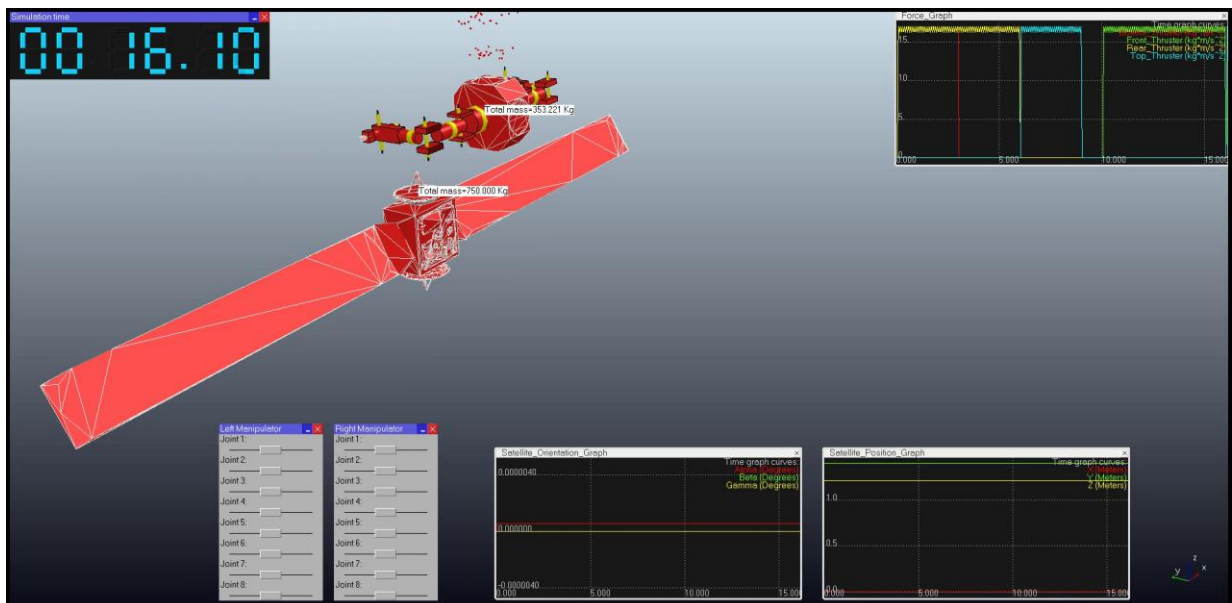 Simulation time
00 16.10
Total mass=353.221 Kg
Total mass=750.000 Kg
Force_Graph
Time graph curves:
Front_Thruster (kg*m/s^2)
Rear_Thruster (kg*m/s^2)
Top_Thruster (kg*m/s^2)
15.
10
5
0
0.000
5.000
10.000
15.000
Left Manipulator
Joint 1:
Joint 2:
Joint 3:
Joint 4:
Joint 5:
Joint 6:
Joint 7:
Joint 8:
Right Manipulator
Joint 1:
Joint 2:
Joint 3:
Joint 4:
Joint 5:
Joint 6:
Joint 7:
Joint 8:
Satellite_Orientation_Graph
Time graph curves:
Alpha (Degrees)
Beta (Degrees)
Gamma (Degrees)
0.0000040
0.000000
-0.0000040
0.000
5.000
10.000
15.000
Satellite_Position_Graph
Time graph curves:
X (Meters)
Y (Meters)
Z (Meters)
1.0
0.5
0.0
0.000
5.000
10.000
15.000
z
y
x